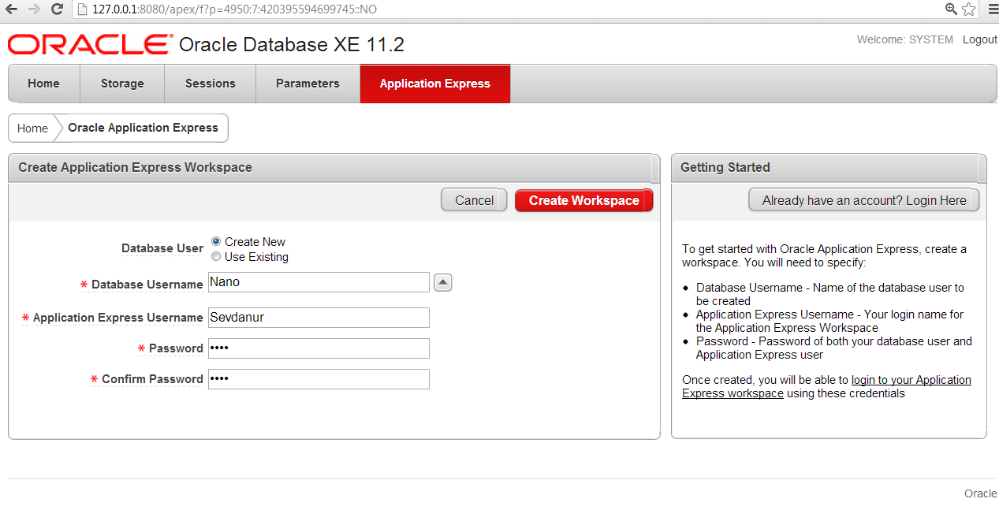 127.0.0.1:8080/apex/f?p=4950:7:420395594699745::NO
ORACLE Oracle Database XE 11.2
Welcome: SYSTEM Logout
Home Storage Sessions Parameters Application Express
Home Oracle Application Express
Create Application Express Workspace
Cancel Create Workspace
Database User
Create New
Use Existing
* Database Username Nano
* Application Express Username Sevdanur
* Password ••••
* Confirm Password ••••
Getting Started
Already have an account? Login Here
To get started with Oracle Application Express, create a
workspace. You will need to specify:
• Database Username - Name of the database user to
be created
• Application Express Username - Your login name for
the Application Express Workspace
• Password - Password of both your database user and
Application Express user
Once created, you will be able to login to your Application
Express workspace using these credentials
Oracle